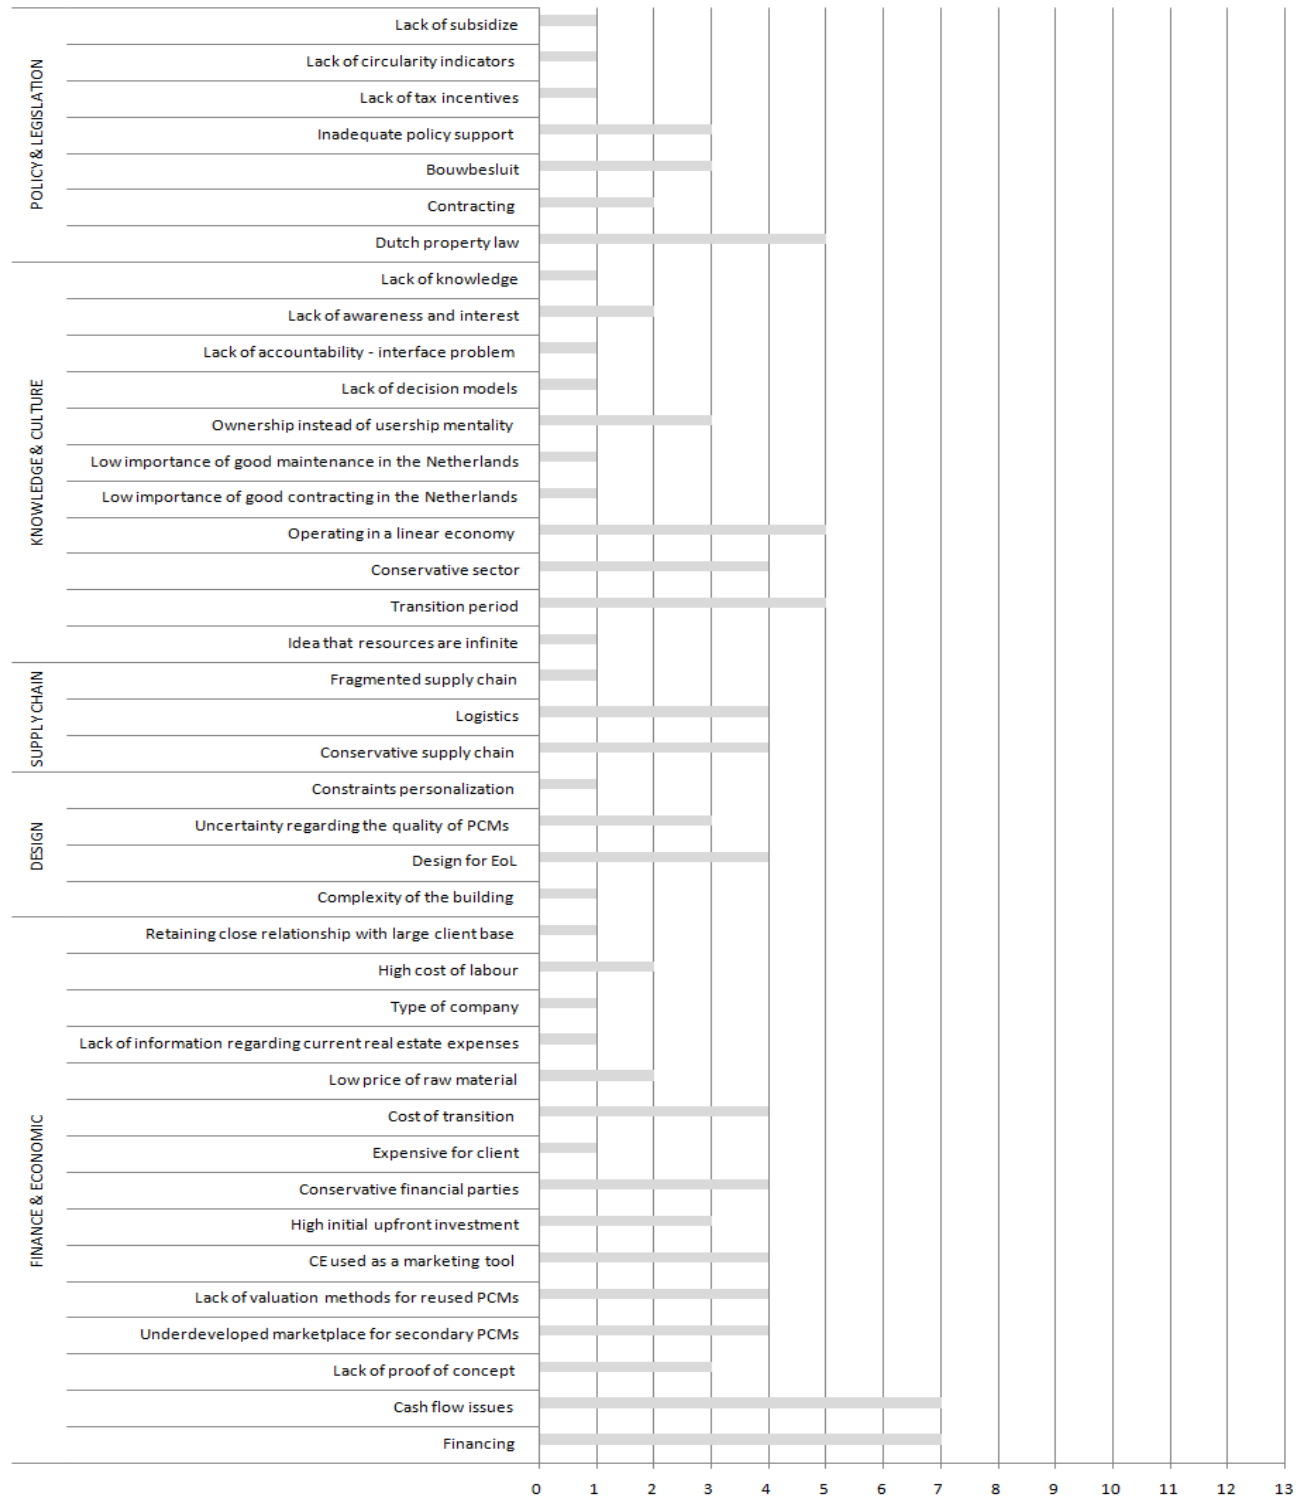 POLICY & LEGISLATION
Lack of subsidize
Lack of circularity indicators
Lack of tax incentives
Inadequate policy support
Bouwbesluit
Contracting
Dutch property law
KNOWLEDGE & CULTURE
Lack of knowledge
Lack of awareness and interest
Lack of accountability - interface problem
Lack of decision models
Ownership instead of usership mentality
Low importance of good maintenance in the Netherlands
Low importance of good contracting in the Netherlands
Operating in a linear economy
Conservative sector
Transition period
Idea that resources are infinite
SUPPLY CHAIN
Fragmented supply chain
Logistics
Conservative supply chain
DESIGN
Constraints personalization
Uncertainty regarding the quality of PCMs
Design for EoL
Complexity of the building
FINANCE & ECONOMIC
Retaining close relationship with large client base
High cost of labour
Type of company
Lack of information regarding current real estate expenses
Low price of raw material
Cost of transition
Expensive for client
Conservative financial parties
High initial upfront investment
CE used as a marketing tool
Lack of valuation methods for reused PCMs
Underdeveloped marketplace for secondary PCMs
Lack of proof of concept
Cash flow issues
Financing
0 1 2 3 4 5 6 7 8 9 10 11 12 13